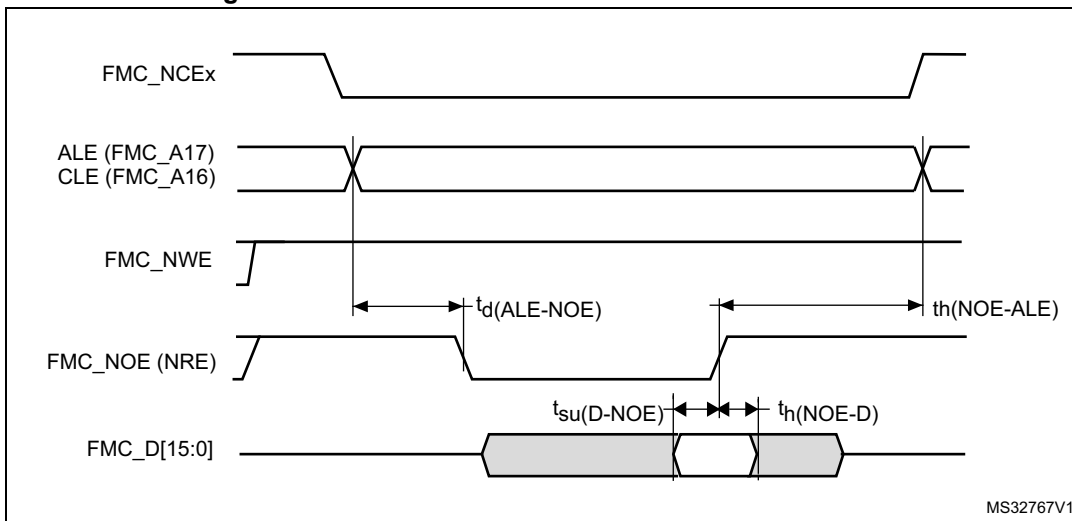 FMC_NCEx
ALE (FMC_A17)
CLE (FMC_A16)
FMC_NWE
td(ALE-NOE)
th(NOE-ALE)
FMC_NOE (NRE)
tsu(D-NOE)
th(NOE-D)
FMC_D[15:0]
MS32767V1